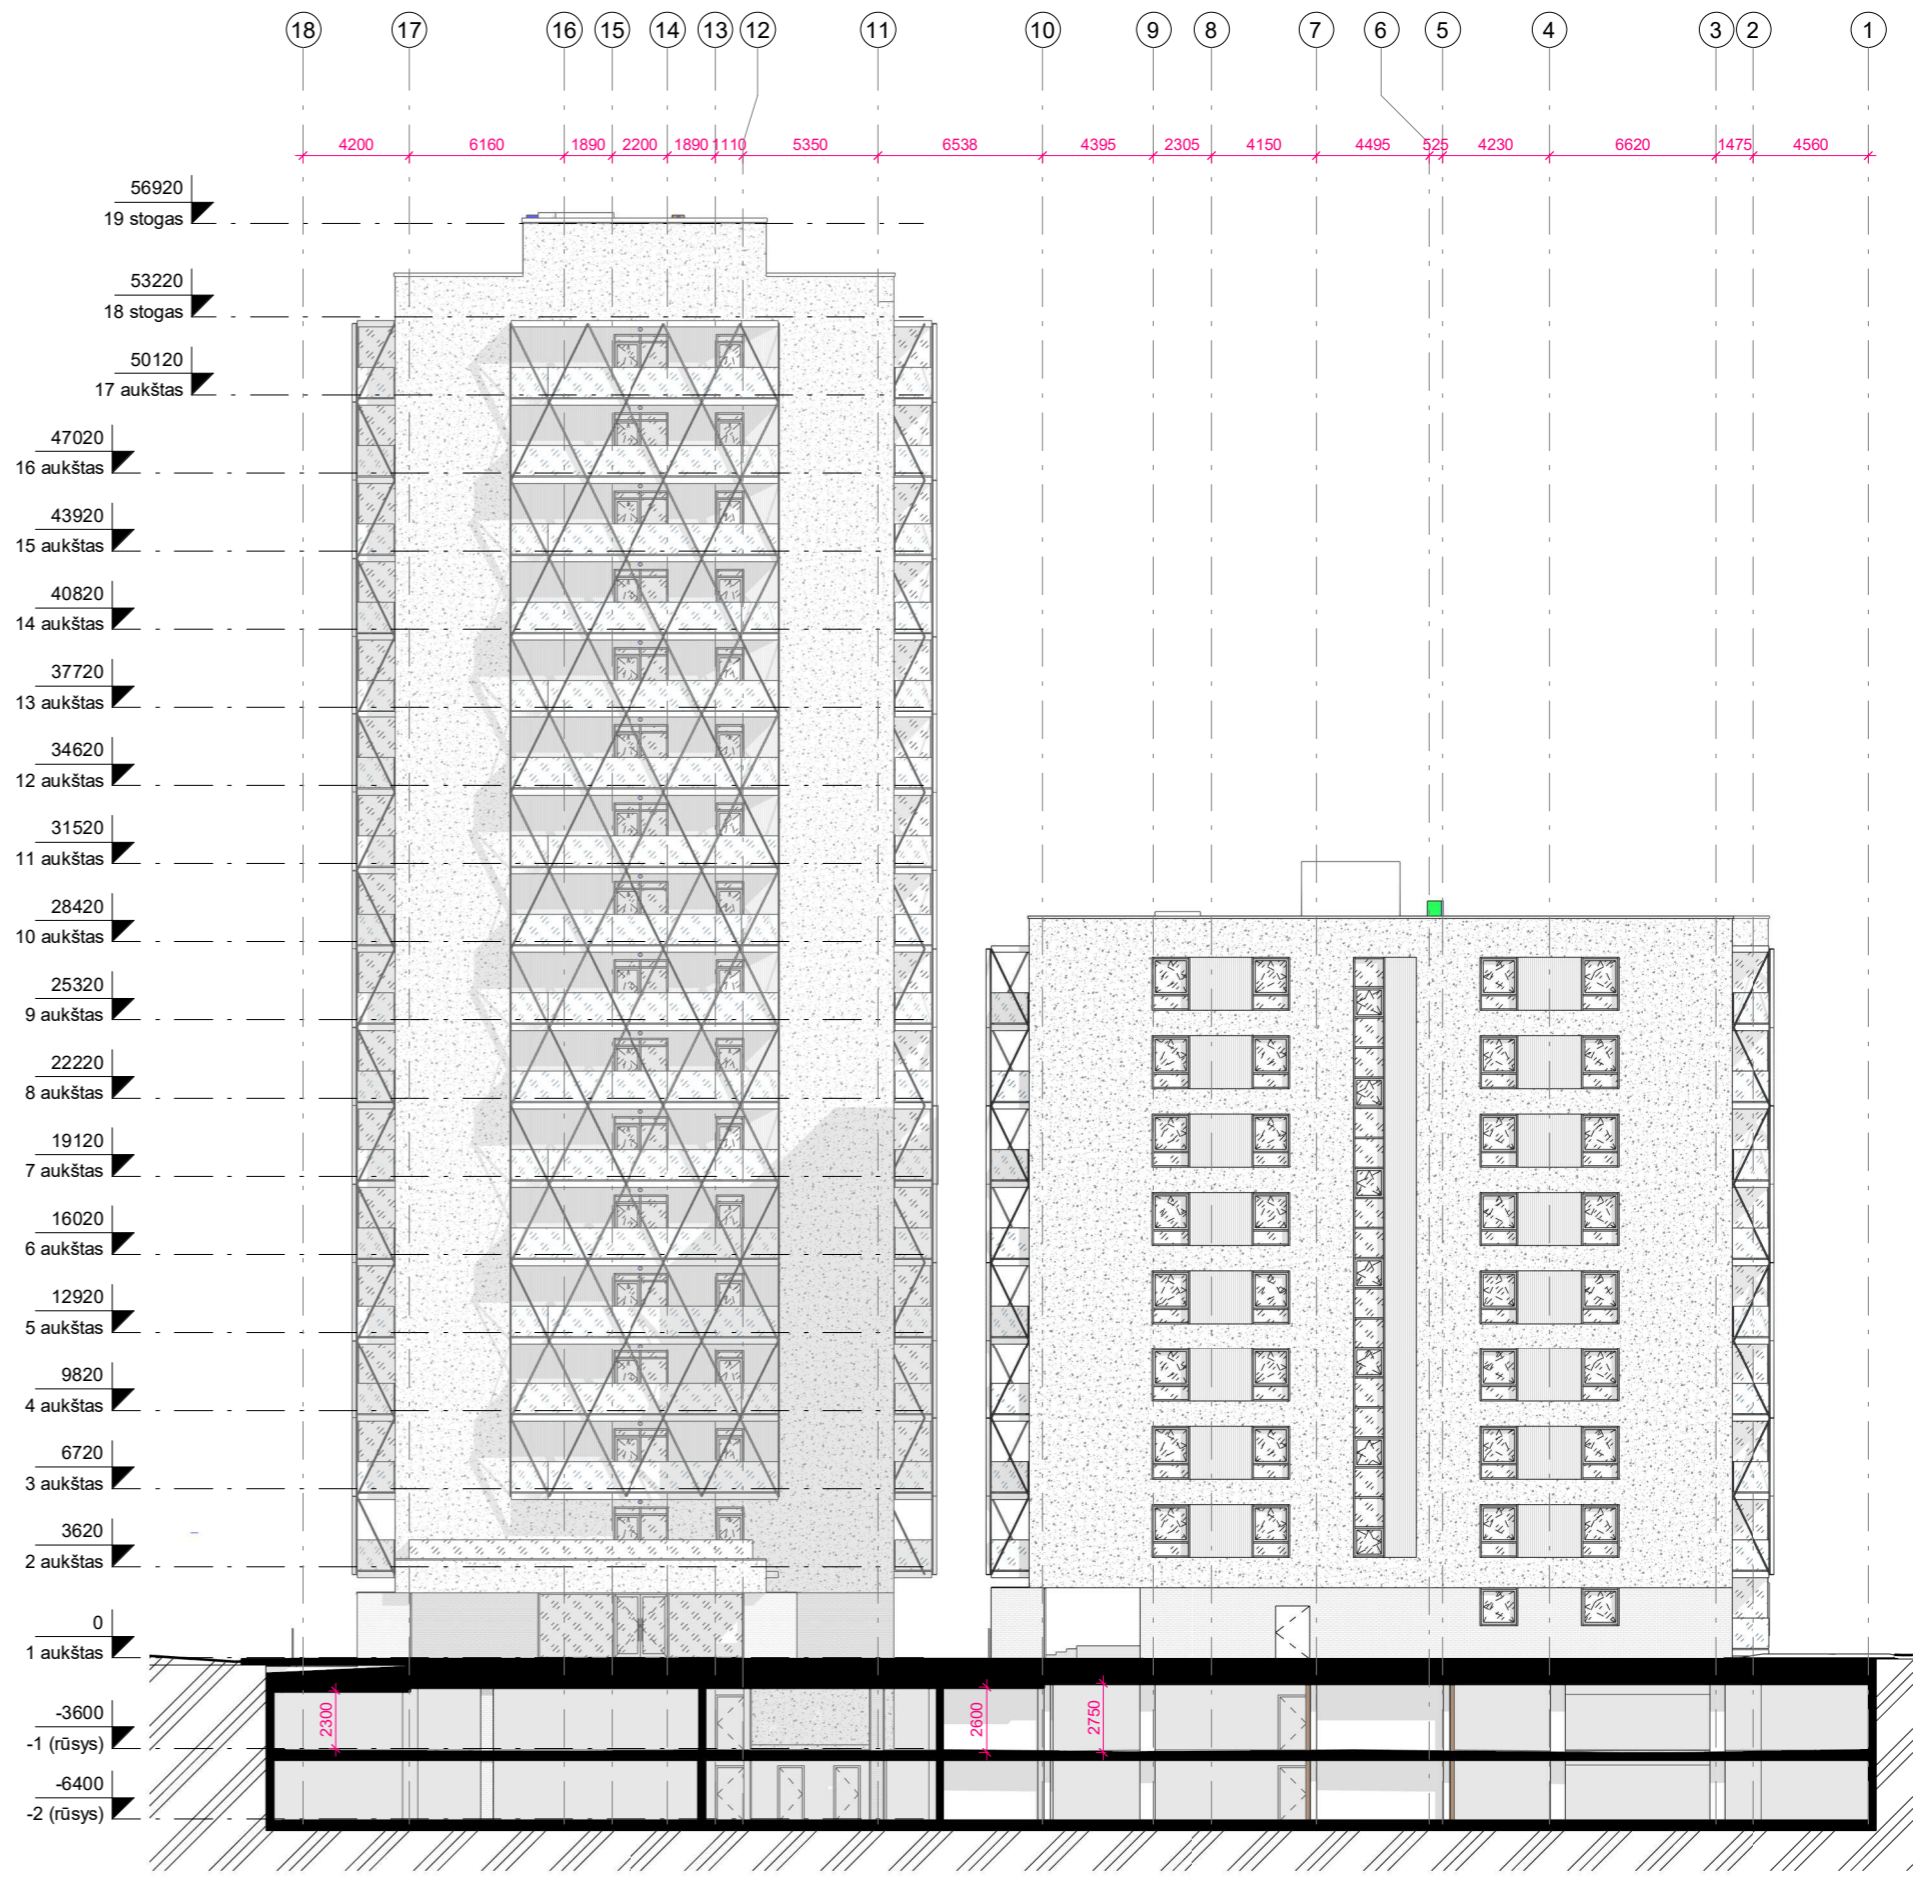 18 17 16 15 14 13 12 11 10 9 8 7 6 5 4 3 2 1
4200 6160 1890 2200 1890 1110 5350 6538 4395 2305 4150 4495 525 4230 6620 1475 4560
56920
19 stogas
53220
18 stogas
50120
17 aukštas
47020
16 aukštas
43920
15 aukštas
40820
14 aukštas
37720
13 aukštas
34620
12 aukštas
31520
11 aukštas
28420
10 aukštas
25320
9 aukštas
22220
8 aukštas
19120
7 aukštas
16020
6 aukštas
12920
5 aukštas
9820
4 aukštas
6720
3 aukštas
3620
2 aukštas
0
1 aukštas
-3600
-1 (rūsys)
2300
2600
2750
-6400
-2 (rūsys)